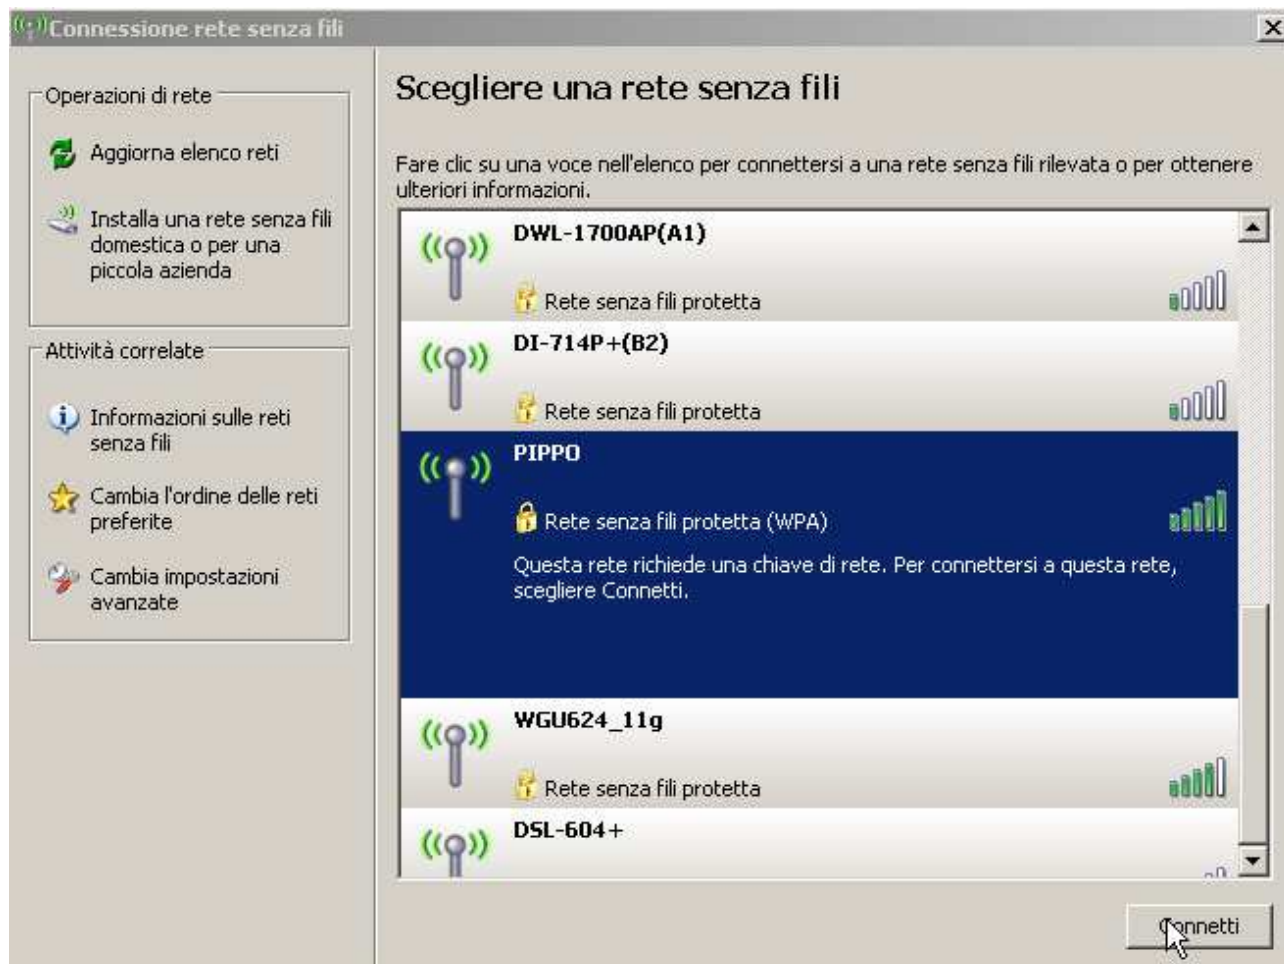 Connessione rete senza fili
Operazioni di rete
Aggiorna elenco reti
Installa una rete senza fili
domestica o per una
piccola azienda
Attività correlate
Informazioni sulle reti
senza fili
Cambia l'ordine delle reti
preferite
Cambia impostazioni
avanzate
Scegliere una rete senza fili
Fare clic su una voce nell'elenco per connettersi a una rete senza fili rilevata o per ottenere
ulteriori informazioni.
DWL-1700AP(A1)
Rete senza fili protetta
DI-714P+(B2)
Rete senza fili protetta
PIPPO
Rete senza fili protetta (WPA)
Questa rete richiede una chiave di rete. Per connettersi a questa rete,
scegliere Connetti.
WGU624_11g
Rete senza fili protetta
DSL-604+
Connetti